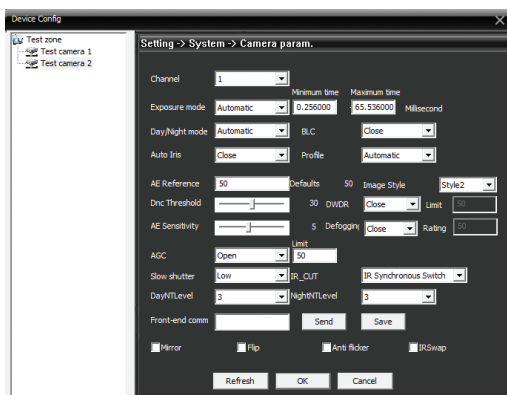 Device Config
Test zone
Test camera 1
Test camera 2
Setting -> System -> Camera param.
Channel 1
Minimum time Maximum time
Exposure mode Automatic 0.256000 65.536000 Millisecond
Day/Night mode Automatic BLC Close
Auto Iris Close Profile Automatic
AE Reference 50 Defaults 50 Image Style Style2
Dnc Threshold 30 DWDR Close Limit 50
AE Sensitivity 5 Defogging Close Rating 50
Limit
AGC Open 50
Slow shutter Low IR_CUT IR Synchronous Switch
DayNTLevel 3 NightNTLevel 3
Front-end comm Send Save
Mirror Flip Anti flicker IRSwap
Refresh OK Cancel